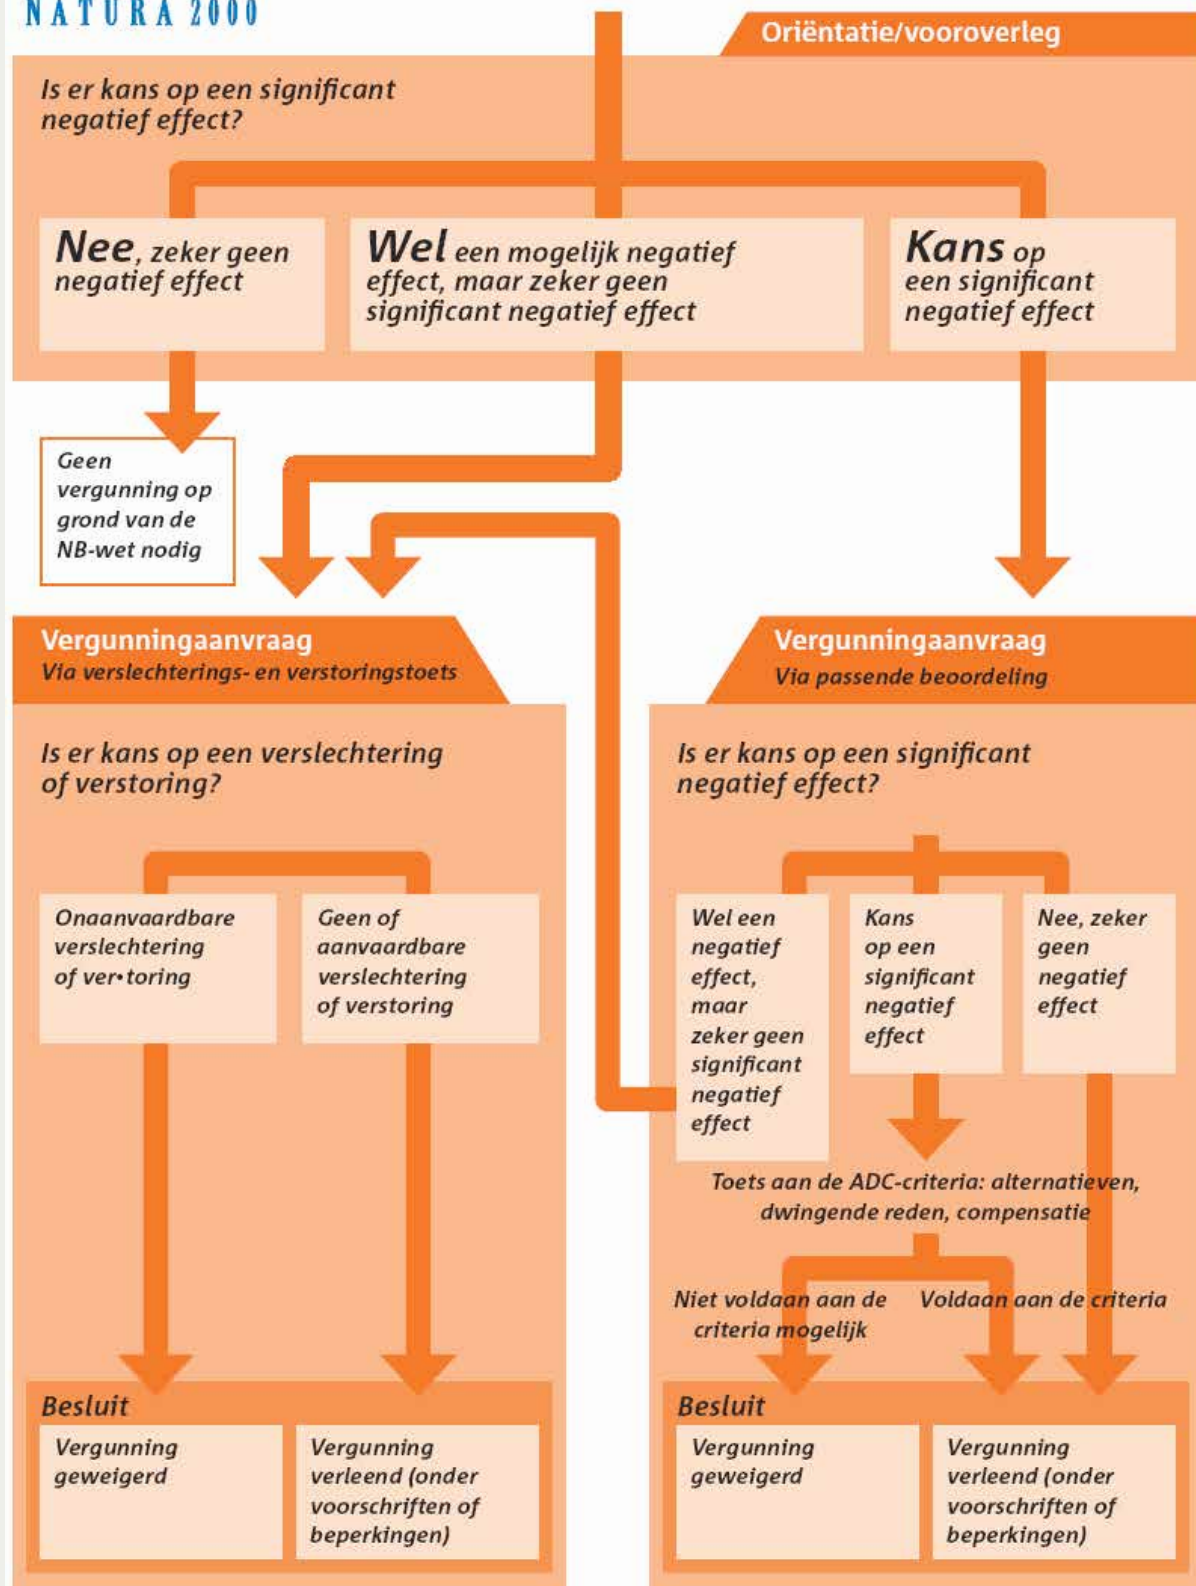 NATURA 2000
Oriëntatie/vooroverleg
Is er kans op een significant
negatief effect?
Nee, zeker geen
negatief effect
Wel een mogelijk negatief
effect, maar zeker geen
significant negatief effect
Kans op
een significant
negatief effect
Geen
vergunning op
grond van de
NB-wet nodig
Vergunningaanvraag
Via verslechterings- en verstoringstoets
Is er kans op een verslechtering
of verstoring?
Onaanvaardbare
verslechtering
of ver•toring
Geen of
aanvaardbare
verslechtering
of verstoring
Besluit
Vergunning
geweigerd
Vergunning
verleend (onder
voorschriften of
beperkingen)
Vergunningaanvraag
Via passende beoordeling
Is er kans op een significant
negatief effect?
Wel een
negatief
effect,
maar
zeker geen
significant
negatief
effect
Kans
op een
significant
negatief
effect
Nee, zeker
geen
negatief
effect
Toets aan de ADC-criteria: alternatieven,
dwingende reden, compensatie
Niet voldaan aan de
criteria mogelijk
Voldaan aan de criteria
Besluit
Vergunning
geweigerd
Vergunning
verleend (onder
voorschriften of
beperkingen)